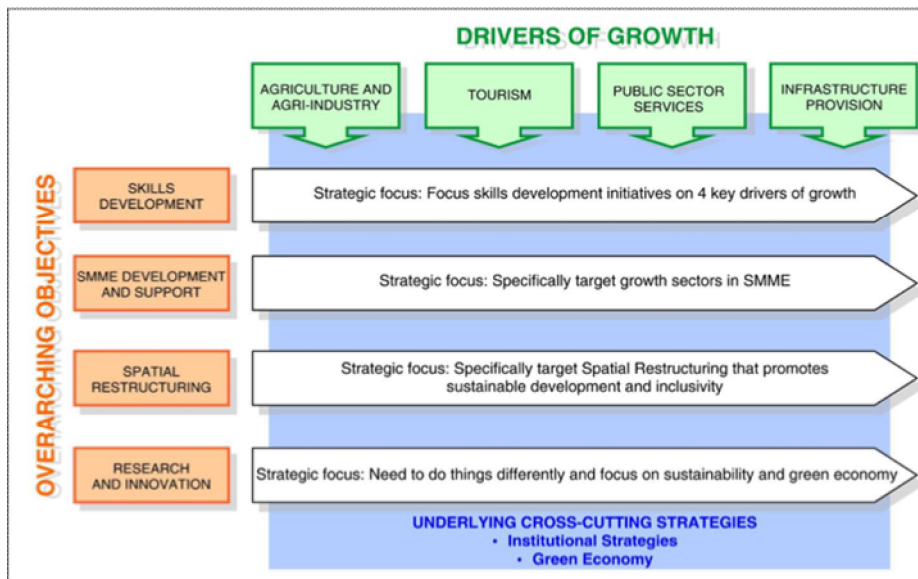 DRIVERS OF GROWTH
AGRICULTURE AND
AGRI-INDUSTRY
TOURISM
PUBLIC SECTOR
SERVICES
INFRASTRUCTURE
PROVISION
OVERARCHING OBJECTIVES
SKILLS
DEVELOPMENT
Strategic focus: Focus skills development initiatives on 4 key drivers of growth
SMME DEVELOPMENT
AND SUPPORT
Strategic focus: Specifically target growth sectors in SMME
SPATIAL
RESTRUCTURING
Strategic focus: Specifically target Spatial Restructuring that promotes
sustainable development and inclusivity
RESEARCH
AND INNOVATION
Strategic focus: Need to do things differently and focus on sustainability and green economy
UNDERLYING CROSS-CUTTING STRATEGIES
• Institutional Strategies
• Green Economy